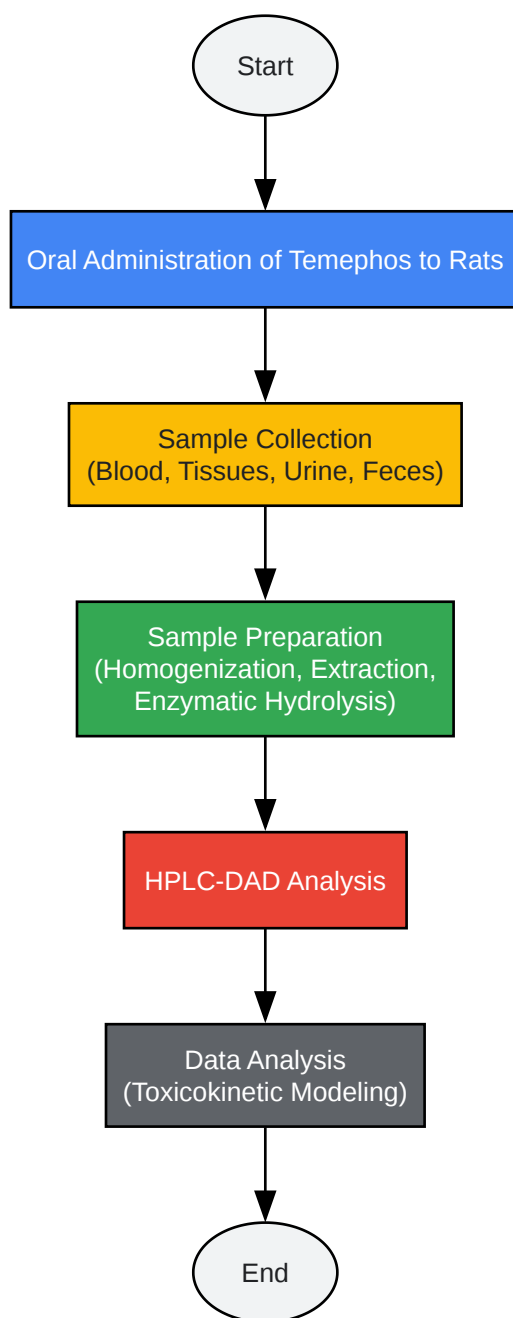 Start
Oral Administration of Temephos to Rats
Sample Collection
(Blood, Tissues, Urine, Feces)
Sample Preparation
(Homogenization, Extraction,
Enzymatic Hydrolysis)
HPLC-DAD Analysis
Data Analysis
(Toxicokinetic Modeling)
End